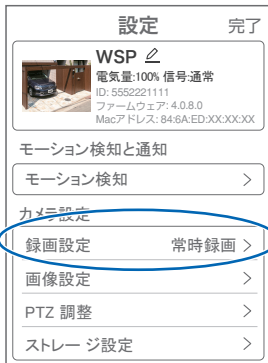 設定 完了
WSP
電気量:100% 信号:通常
ID: 5552221111
ファームウェア: 4.0.8.0
Macアドレス: 84:6A:ED:XX:XX:XX
モーション検知と通知
モーション検知
カメラ設定
録画設定 常時録画
画像設定
PTZ 調整
ストレージ設定